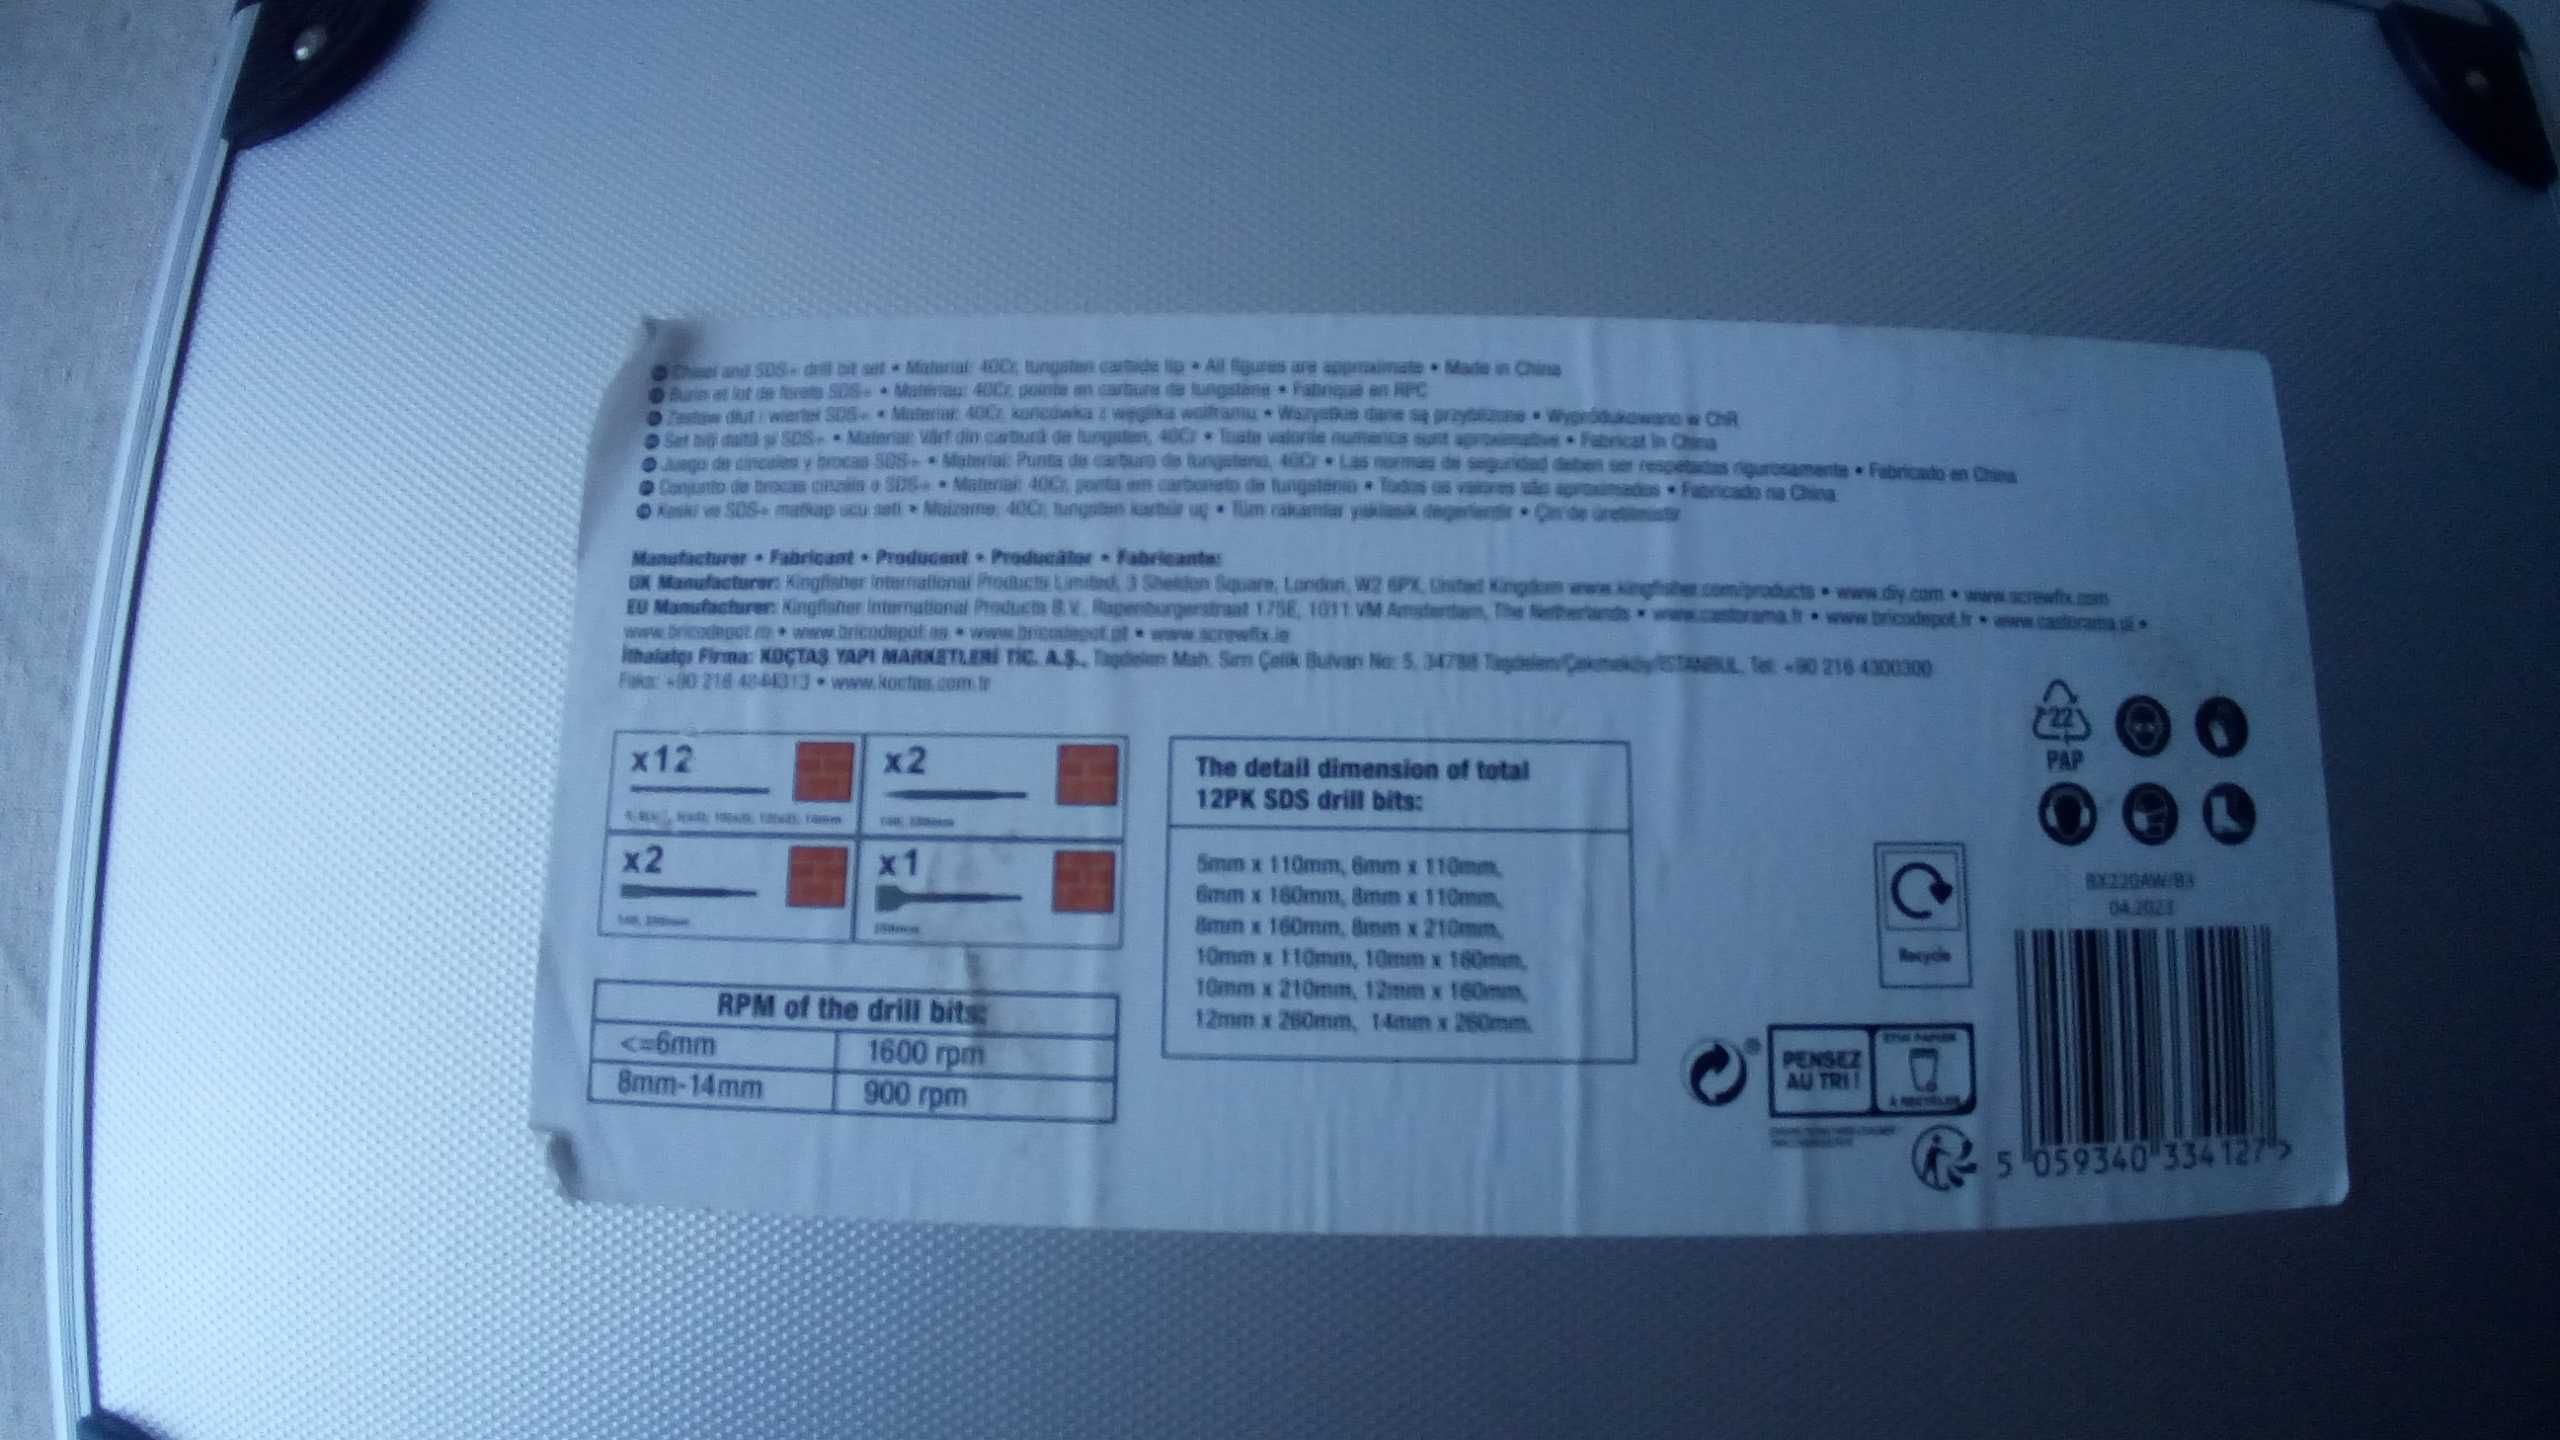 Chisel and SDS+ drill bit set • Material: 40Cr, tungsten carbide tip • All figures are approximate • Made in China
Burin et lot de forets SDS+ • Matériau: 40Cr, pointe en carbure de tungstène • Fabriqué en RPC
Zestaw dłut i wierteł SDS+ • Materiał: 40Cr, końcówka z węglika wolframu • Wszystkie dane są przybliżone • Wyprodukowano w ChR
Set biți daltă și SDS+ • Material: Vârf din carbură de tungsten, 40Cr • Toate valorile numerice sunt aproximative • Fabricat în China
Juego de cinceles y brocas SDS+ • Material: Punta de carburo de tungsteno, 40Cr • Las normas de seguridad deben ser respetadas rigurosamente • Fabricado en China
Conjunto de brocas cinzéis e SDS+ • Material: 40Cr, ponta em carboneto de tungsténio • Todos os valores são aproximados • Fabricado na China
Keski ve SDS+ matkap ucu seti • Malzeme: 40Cr, tungsten karbür uç • Tüm rakamlar yaklaşık değerlerdir • Çin'de üretilmiştir
Manufacturer • Fabricant • Producent • Producător • Fabricante:
UK Manufacturer: Kingfisher International Products Limited, 3 Sheldon Square, London, W2 6PX, United Kingdom www.kingfisher.com/products • www.diy.com • www.screwfix.com
EU Manufacturer: Kingfisher International Products B.V., Rapenburgerstraat 175E, 1011 VM Amsterdam, The Netherlands • www.castorama.fr • www.bricodepot.fr • www.castorama.pl •
www.bricodepot.ro • www.bricodepot.es • www.bricodepot.pt • www.screwfix.ie
İthalatçı Firma: KOÇTAŞ YAPI MARKETLERİ TİC. A.Ş., Taşdelen Mah. Sırrı Çelik Bulvarı No: 5, 34788 Taşdelen/Çekmeköy/İSTANBUL, Tel: +90 216 4300300
Faks: +90 216 4844313 • www.koctas.com.tr
x12
x2
x2
x1
250mm
RPM of the drill bits:
<=6mm 1600 rpm
8mm-14mm 900 rpm
The detail dimension of total
12PK SDS drill bits:
5mm x 110mm, 6mm x 110mm,
6mm x 160mm, 8mm x 110mm,
8mm x 160mm, 8mm x 210mm,
10mm x 110mm, 10mm x 160mm,
10mm x 210mm, 12mm x 160mm,
12mm x 260mm, 14mm x 260mm.
22
PAP
BX220AW/B3
04.2023
Recycle
PENSEZ
AU TRI !
À RECYCLER
5 059340 334127 >